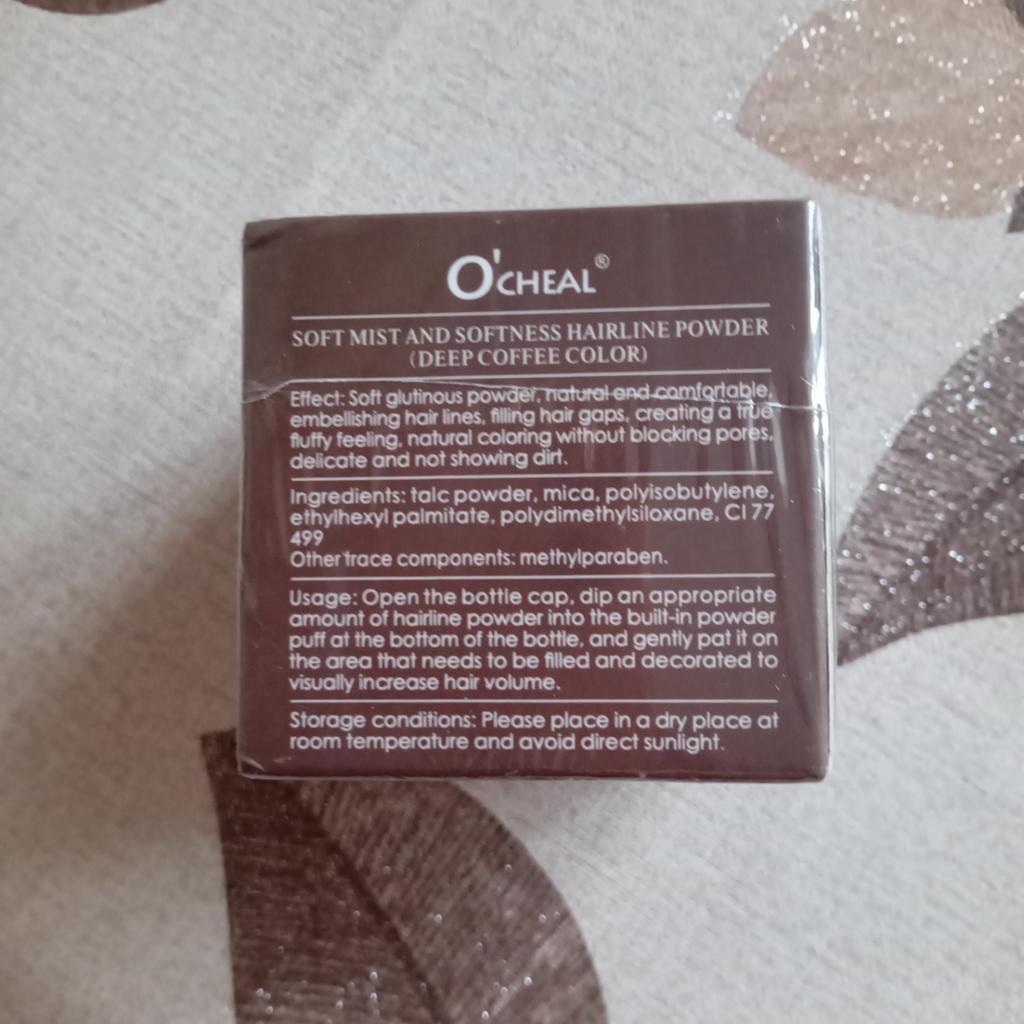 O'CHEAL®
SOFT MIST AND SOFTNESS HAIRLINE POWDER
(DEEP COFFEE COLOR)
Effect: Soft glutinous powder, natural and comfortable,
embellishing hair lines, filling hair gaps, creating a true
fluffy feeling, natural coloring without blocking pores,
delicate and not showing dirt.
Ingredients: talc powder, mica, polyisobutylene,
ethylhexyl palmitate, polydimethylsiloxane, CI 77
499
Other trace components: methylparaben.
Usage: Open the bottle cap, dip an appropriate
amount of hairline powder into the built-in powder
puff at the bottom of the bottle, and gently pat it on
the area that needs to be filled and decorated to
visually increase hair volume.
Storage conditions: Please place in a dry place at
room temperature and avoid direct sunlight.